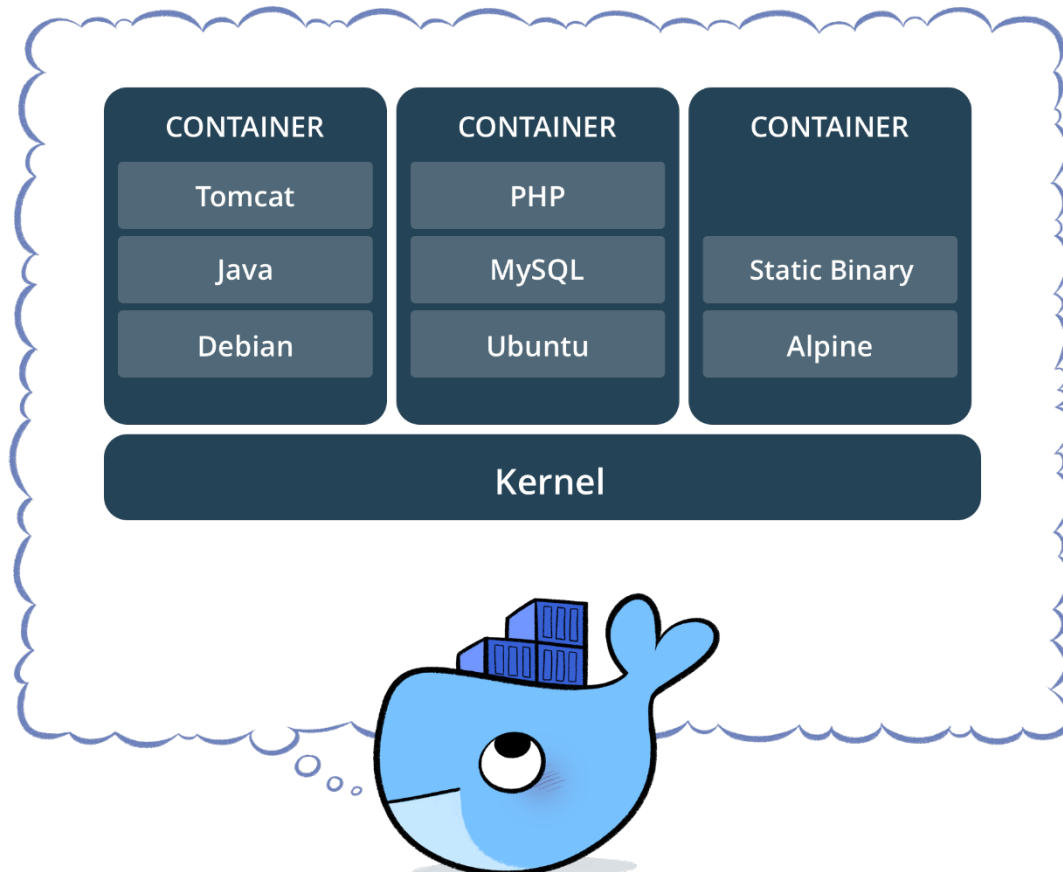 CONTAINER
Tomcat
Java
Debian
CONTAINER
PHP
MySQL
Ubuntu
CONTAINER
Static Binary
Alpine
Kernel